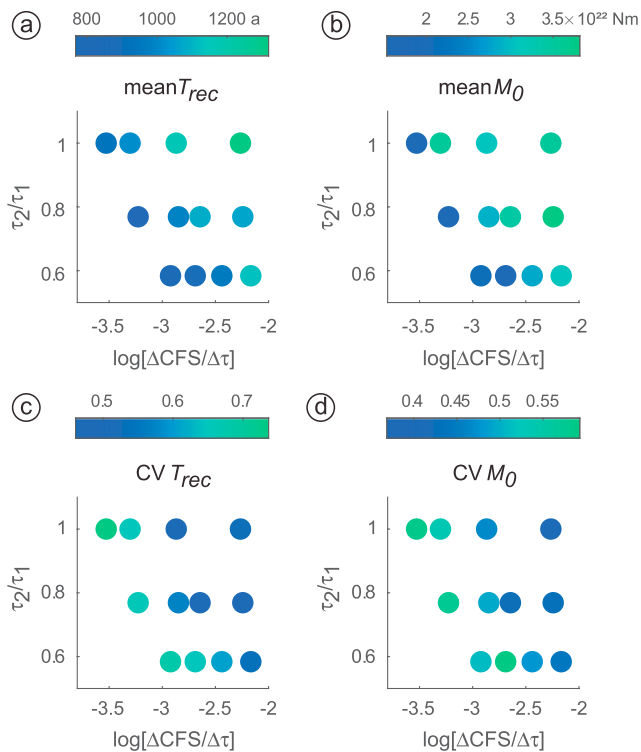 a
800 1000 1200 a
mean T_rec
τ₂/τ₁
1
0.8
0.6
-3.5 -3 -2.5 -2
log[ΔCFS/Δτ]
b
2 2.5 3 3.5×10²² Nm
mean M₀
τ₂/τ₁
1
0.8
0.6
-3.5 -3 -2.5 -2
log[ΔCFS/Δτ]
c
0.5 0.6 0.7
CV T_rec
τ₂/τ₁
1
0.8
0.6
-3.5 -3 -2.5 -2
log[ΔCFS/Δτ]
d
0.4 0.45 0.5 0.55
CV M₀
τ₂/τ₁
1
0.8
0.6
-3.5 -3 -2.5 -2
log[ΔCFS/Δτ]